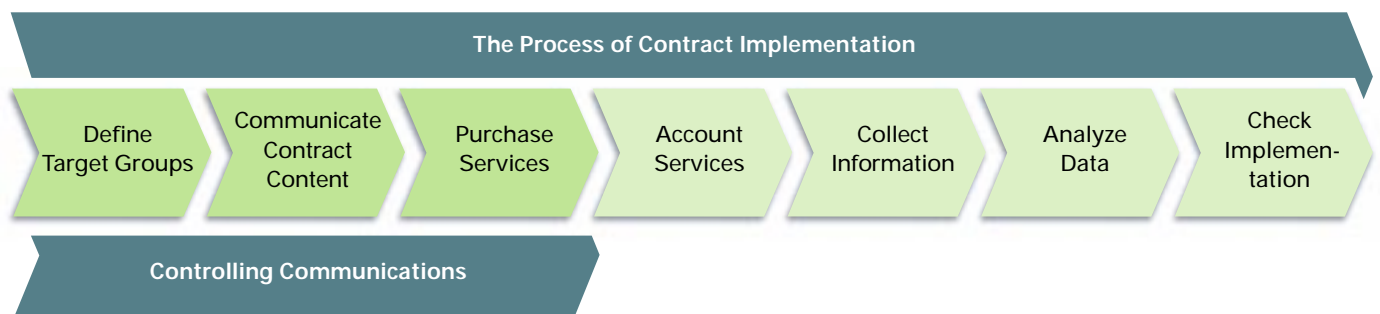 The Process of Contract Implementation
Define
Target Groups
Communicate
Contract
Content
Purchase
Services
Account
Services
Collect
Information
Analyze
Data
Check
Implemen-
tation
Controlling Communications